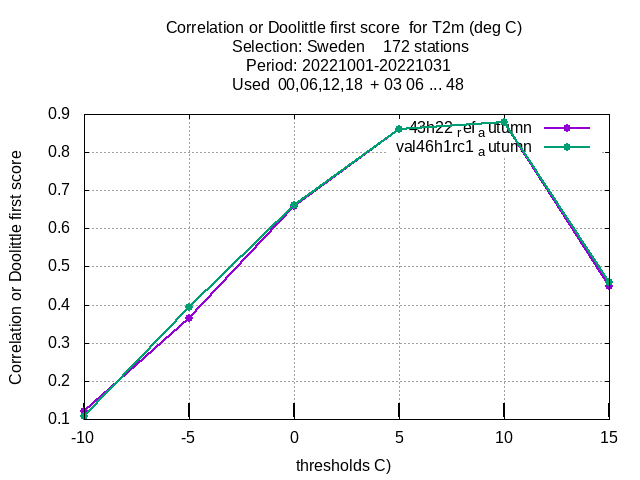 Correlation or Doolittle first score  for T2m (deg C)
Selection: Sweden    172 stations
Period: 20221001-20221031
Used  00,06,12,18  + 03 06 ... 48
43h22_ref_autumn
val46h1rc1_autumn
Correlation or Doolittle first score
0.9
0.8
0.7
0.6
0.5
0.4
0.3
0.2
0.1
-10 -5 0 5 10 15
thresholds C)